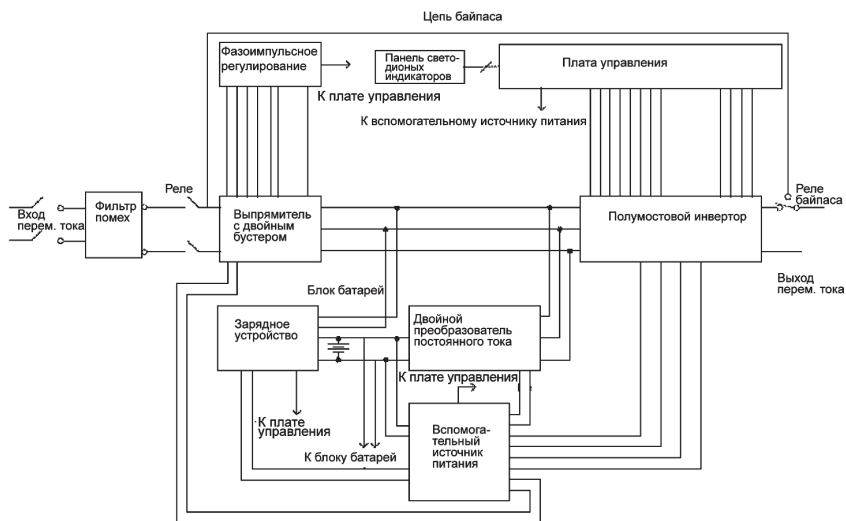 Цепь байпаса
Фазоимпульсное
регулирование
Панель свето-
дионых
индикаторов
Плата управления
К плате управления
К вспомогательному источнику питания
Реле
Реле
байпаса
Вход
перем. тока
Фильтр
помех
Выпрямитель
с двойным
бустером
Полумостовой инвертор
Выход
перем. тока
Блок батарей
Зарядное
устройство
Двойной
преобразователь
постоянного тока
К плате управления
К плате
управления
Вспомога-
тельный
источник
питания
К блоку батарей